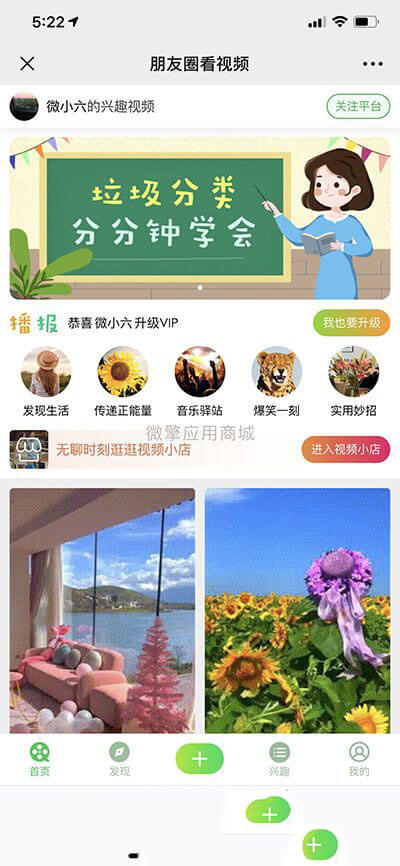 5:22
朋友圈看视频
微小六的兴趣视频
关注平台
垃圾分类
分分钟学会
播报
恭喜 微小六 升级VIP
我也要升级
发现生活
传递正能量
音乐驿站
爆笑一刻
实用妙招
微擎应用商城
无聊时刻逛逛视频小店
进入视频小店
首页
发现
兴趣
我的